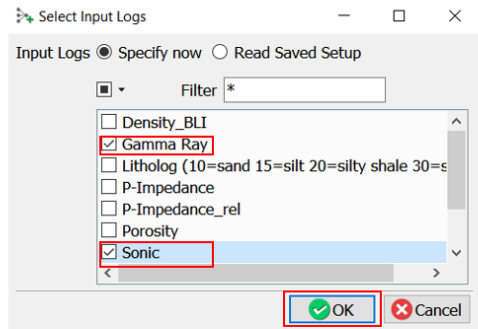 Select Input Logs
Input Logs Specify now Read Saved Setup
Filter *
Density_BLI
Gamma Ray
Litholog (10=sand 15=silt 20=silty shale 30=s
P-Impedance
P-Impedance_rel
Porosity
Sonic
OK Cancel